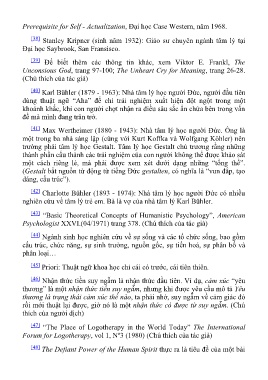 Prerequisite for Self - Actualization, Đại học Case Western, năm 1968.
[38] Stanley Kripner (sinh năm 1932): Giáo sư chuyên ngành tâm lý tại
Đại học Saybrook, San Fransisco.
[39] Để biết thêm các thông tin khác, xem Viktor E. Frankl, The
Unconsious God, trang 97-100; The Unheart Cry for Meaning, trang 26-28.
(Chú thích của tác giả)
[40] Karl Bühler (1879 - 1963): Nhà tâm lý học người Đức, người đầu tiên
dùng thuật ngữ “Aha” để chỉ trải nghiệm xuất hiện đột ngột trong một
khoảnh khắc, khi con người chợt nhận ra điều sâu sắc ẩn chứa bên trong vấn
đề mà mình đang trăn trở.
[41] Max Wertheimer (1880 - 1943): Nhà tâm lý học người Đức. Ông là
một trong ba nhà sáng lập (cùng với Kurt Koffka và Wolfgang Köhler) nên
trường phái tâm lý học Gestalt. Tâm lý học Gestalt chủ trương rằng những
thành phần cấu thành các trải nghiệm của con người không thể được khảo sát
một cách riêng lẻ, mà phải được xem xét dưới dạng những “tổng thể”.
(Gestalt bắt nguồn từ động từ tiếng Đức gestalten, có nghĩa là “vun đắp, tạo
dáng, cấu trúc”).
[42] Charlotte Bühler (1893 - 1974): Nhà tâm lý học người Đức có nhiều
nghiên cứu về tâm lý trẻ em. Bà là vợ của nhà tâm lý Karl Bühler.
[43] “Basic Theoretical Concepts of Humanistic Psychology”, American
Psychologist XXVI (04/1971) trang 378. (Chú thích của tác giả)
[44] Ngành sinh học nghiên cứu về sự sống và các tổ chức sống, bao gồm
cấu trúc, chức năng, sự sinh trưởng, nguồn gốc, sự tiến hoá, sự phân bố và
phân loại…
[45] Priori: Thuật ngữ khoa học chỉ cái có trước, cái tiên thiên.
[46] Nhận thức tiền suy ngẫm là nhận thức đầu tiên. Ví dụ, cảm xúc “yêu
thương” là một nhận thức tiền suy ngẫm, nhưng khi được yêu cầu mô tả Yêu
thương là trạng thái cảm xúc thế nào, ta phải nhớ, suy ngẫm về cảm giác đó
rồi mới thuật lại được, giờ nó là một nhận thức có được từ suy ngẫm. (Chú
thích của người dịch)
[47] “The Place of Logotherapy in the World Today” The International
Forum for Logotherapy, vol 1, N°3 (1980) (Chú thích của tác giả)
[48] The Defiant Power of the Human Spirit thực ra là tiêu đề của một bài